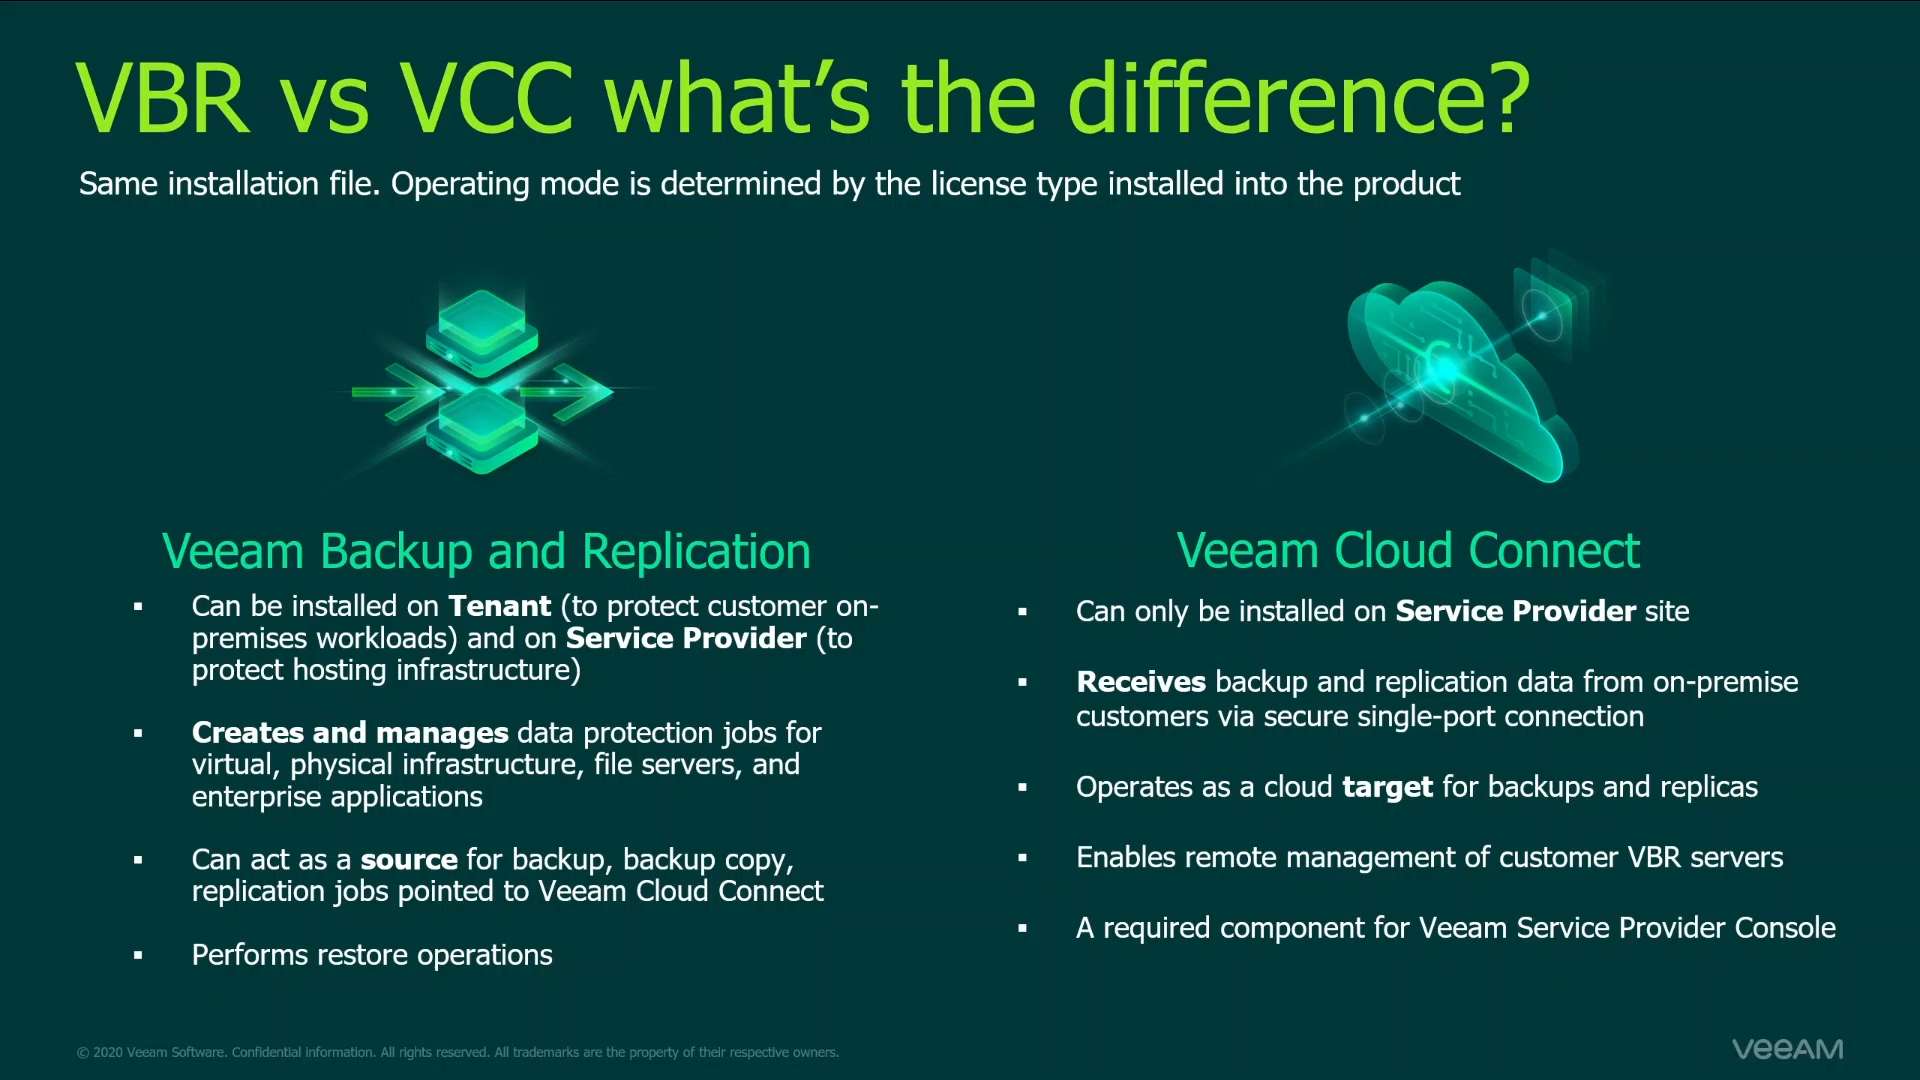 VBR vs VCC what’s the difference?
Same installation file. Operating mode is determined by the license type installed into the product
Veeam Backup and Replication
▪ Can be installed on Tenant (to protect customer on-
premises workloads) and on Service Provider (to
protect hosting infrastructure)
▪ Creates and manages data protection jobs for
virtual, physical infrastructure, file servers, and
enterprise applications
▪ Can act as a source for backup, backup copy,
replication jobs pointed to Veeam Cloud Connect
▪ Performs restore operations
Veeam Cloud Connect
▪ Can only be installed on Service Provider site
▪ Receives backup and replication data from on-premise
customers via secure single-port connection
▪ Operates as a cloud target for backups and replicas
▪ Enables remote management of customer VBR servers
▪ A required component for Veeam Service Provider Console
© 2020 Veeam Software. Confidential information. All rights reserved. All trademarks are the property of their respective owners.
veeAM